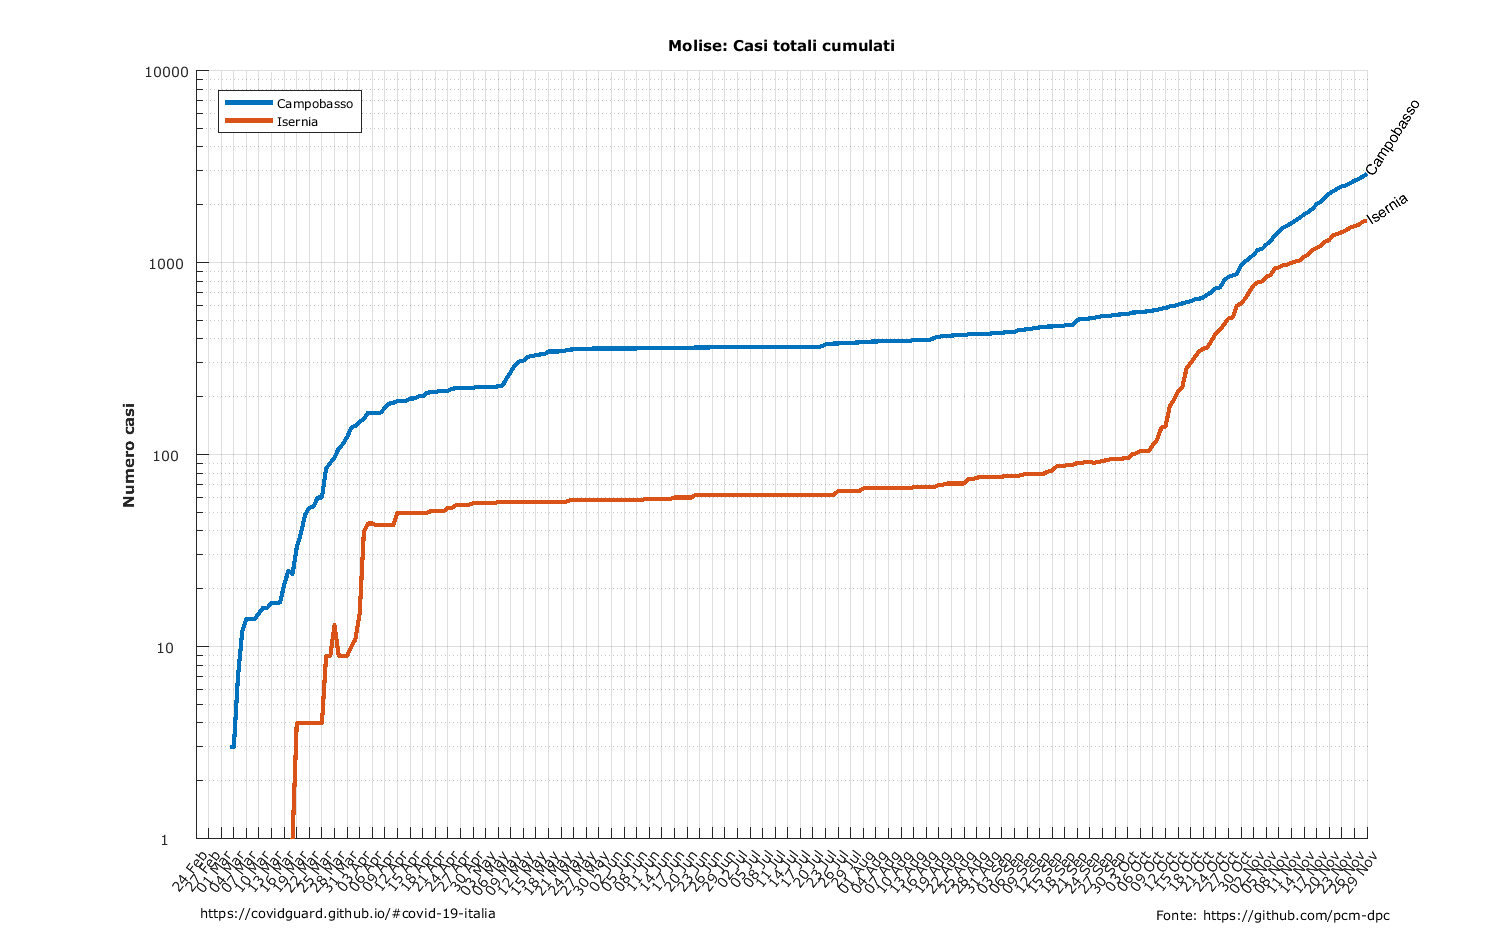 Molise: Casi totali cumulati
10000
1000
100
10
1
Numero casi
Campobasso
Isernia
Campobasso
Isernia
24 Feb
27 Feb
01 Mar
04 Mar
07 Mar
10 Mar
13 Mar
16 Mar
19 Mar
22 Mar
25 Mar
28 Mar
31 Mar
03 Apr
06 Apr
09 Apr
12 Apr
15 Apr
18 Apr
21 Apr
24 Apr
27 Apr
30 Apr
03 May
06 May
09 May
12 May
15 May
18 May
21 May
24 May
27 May
30 May
02 Jun
05 Jun
08 Jun
11 Jun
14 Jun
17 Jun
20 Jun
23 Jun
26 Jun
29 Jun
02 Jul
05 Jul
08 Jul
11 Jul
14 Jul
17 Jul
20 Jul
23 Jul
26 Jul
29 Jul
01 Aug
04 Aug
07 Aug
10 Aug
13 Aug
16 Aug
19 Aug
22 Aug
25 Aug
28 Aug
31 Aug
03 Sep
06 Sep
09 Sep
12 Sep
15 Sep
18 Sep
21 Sep
24 Sep
27 Sep
30 Sep
03 Oct
06 Oct
09 Oct
12 Oct
15 Oct
18 Oct
21 Oct
24 Oct
27 Oct
30 Oct
02 Nov
05 Nov
08 Nov
11 Nov
14 Nov
17 Nov
20 Nov
23 Nov
26 Nov
29 Nov
https://covidguard.github.io/#covid-19-italia
Fonte: https://github.com/pcm-dpc